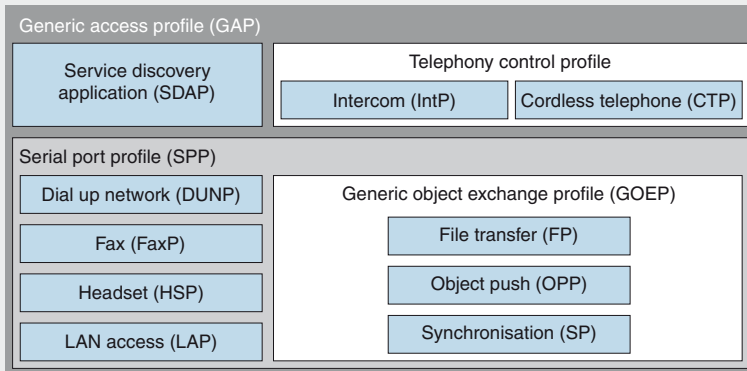 Generic access profile (GAP)
Service discovery
application (SDAP)
Telephony control profile
Intercom (IntP)
Cordless telephone (CTP)
Serial port profile (SPP)
Dial up network (DUNP)
Fax (FaxP)
Headset (HSP)
LAN access (LAP)
Generic object exchange profile (GOEP)
File transfer (FP)
Object push (OPP)
Synchronisation (SP)